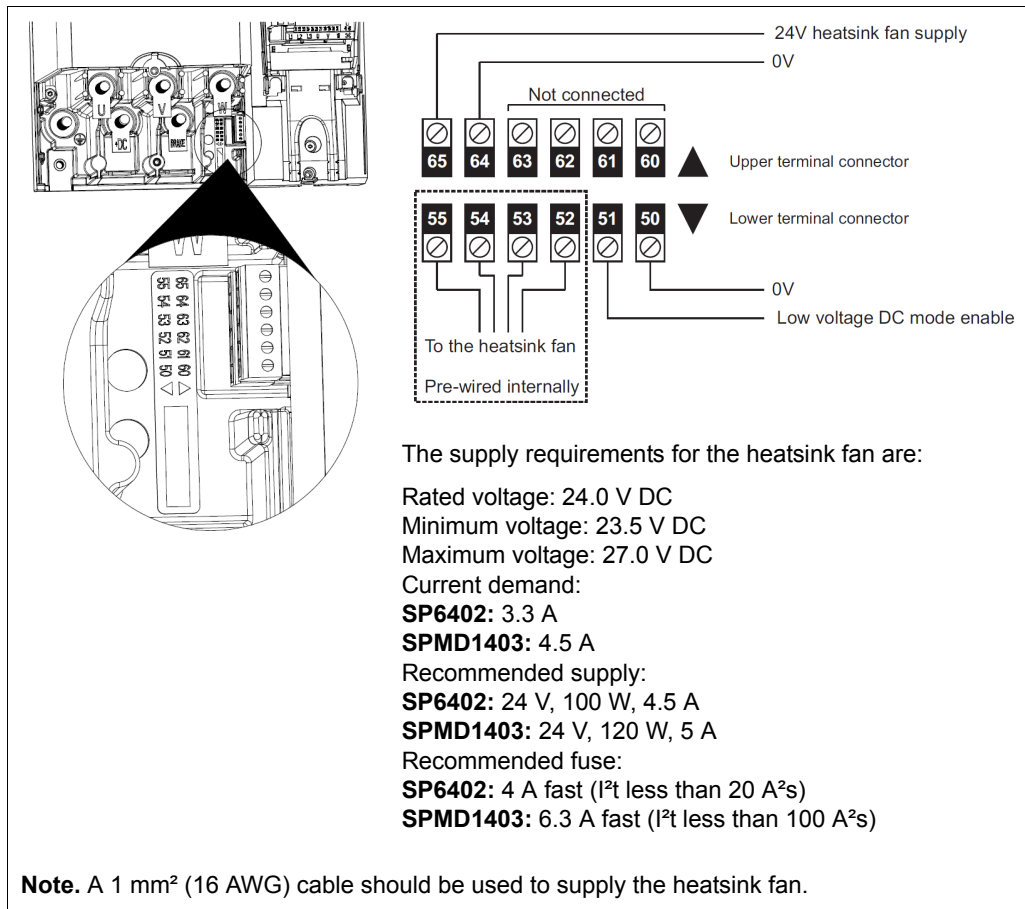 24V heatsink fan supply
0V
Not connected
65 64 63 62 61 60
Upper terminal connector
55 54 53 52 51 50
Lower terminal connector
0V
Low voltage DC mode enable
To the heatsink fan
Pre-wired internally
U V W
+DC BRAKE
W
55 65
54 64
53 63
52 62
51 61
50 60
The supply requirements for the heatsink fan are:
Rated voltage: 24.0 V DC
Minimum voltage: 23.5 V DC
Maximum voltage: 27.0 V DC
Current demand:
SP6402: 3.3 A
SPMD1403: 4.5 A
Recommended supply:
SP6402: 24 V, 100 W, 4.5 A
SPMD1403: 24 V, 120 W, 5 A
Recommended fuse:
SP6402: 4 A fast (I²t less than 20 A²s)
SPMD1403: 6.3 A fast (I²t less than 100 A²s)
Note. A 1 mm² (16 AWG) cable should be used to supply the heatsink fan.